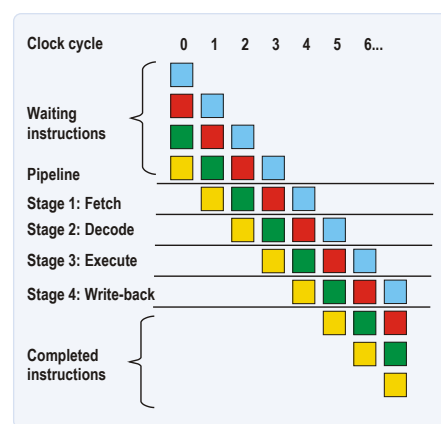 Clock cycle 0 1 2 3 4 5 6...
Waiting
instructions
Pipeline
Stage 1: Fetch
Stage 2: Decode
Stage 3: Execute
Stage 4: Write-back
Completed
instructions